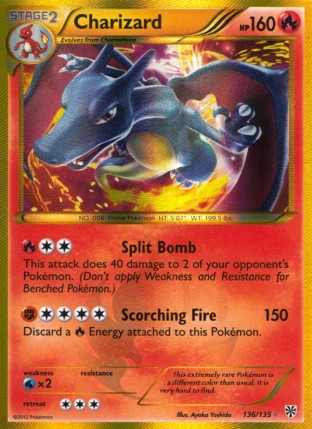 STAGE2 Charizard HP160
Evolves from Charmeleon
NO. 006 Flame Pokémon HT: 5'07" WT: 199.5 lbs.
Split Bomb
This attack does 40 damage to 2 of your opponent's
Pokémon. (Don't apply Weakness and Resistance for
Benched Pokémon.)
Scorching Fire 150
Discard a Energy attached to this Pokémon.
weakness
×2
resistance
retreat
This extremely rare Pokémon is
a different color than usual. It is
very hard to find.
Illus. Ayaka Yoshida 136/135
©2012 Pokémon